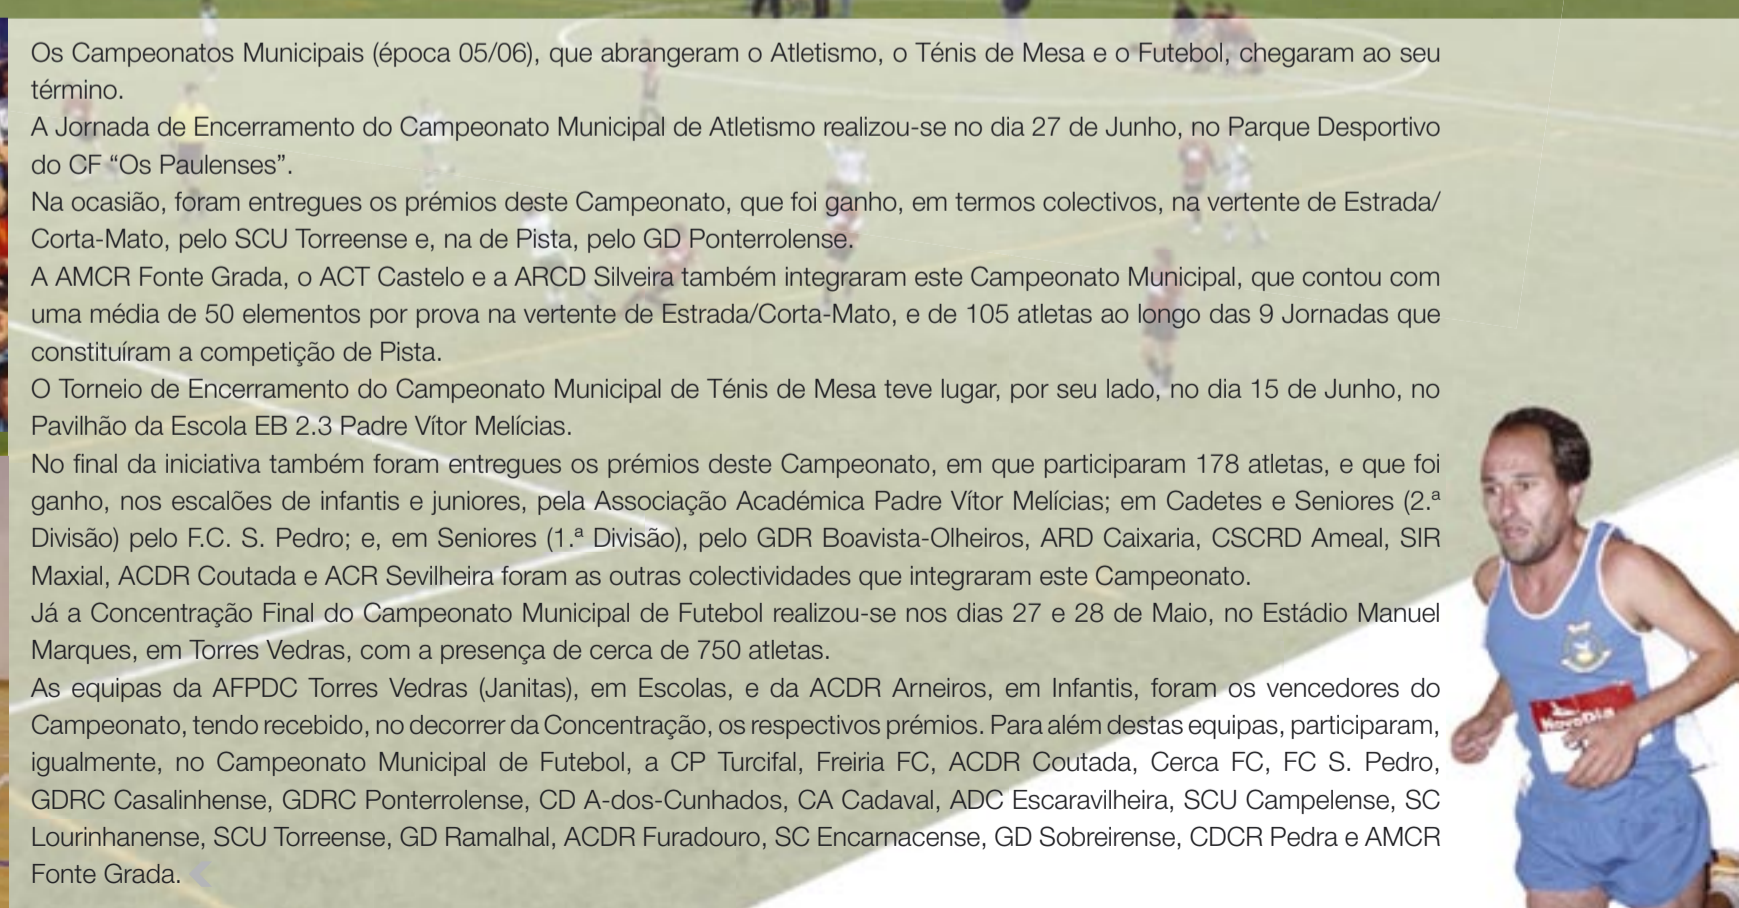 Os Campeonatos Municipais (época 05/06), que abrangeram o Atletismo, o Ténis de Mesa e o Futebol, chegaram ao seu
término.
A Jornada de Encerramento do Campeonato Municipal de Atletismo realizou-se no dia 27 de Junho, no Parque Desportivo
do CF “Os Paulenses”.
Na ocasião, foram entregues os prémios deste Campeonato, que foi ganho, em termos colectivos, na vertente de Estrada/
Corta-Mato, pelo SCU Torreense e, na de Pista, pelo GD Ponterrolense.
A AMCR Fonte Grada, o ACT Castelo e a ARCD Silveira também integraram este Campeonato Municipal, que contou com
uma média de 50 elementos por prova na vertente de Estrada/Corta-Mato, e de 105 atletas ao longo das 9 Jornadas que
constituíram a competição de Pista.
O Torneio de Encerramento do Campeonato Municipal de Ténis de Mesa teve lugar, por seu lado, no dia 15 de Junho, no
Pavilhão da Escola EB 2.3 Padre Vítor Melícias.
No final da iniciativa também foram entregues os prémios deste Campeonato, em que participaram 178 atletas, e que foi
ganho, nos escalões de infantis e juniores, pela Associação Académica Padre Vítor Melícias; em Cadetes e Seniores (2.ª
Divisão) pelo F.C. S. Pedro; e, em Seniores (1.ª Divisão), pelo GDR Boavista-Olheiros, ARD Caixaria, CSCRD Ameal, SIR
Maxial, ACDR Coutada e ACR Sevilheira foram as outras colectividades que integraram este Campeonato.
Já a Concentração Final do Campeonato Municipal de Futebol realizou-se nos dias 27 e 28 de Maio, no Estádio Manuel
Marques, em Torres Vedras, com a presença de cerca de 750 atletas.
As equipas da AFPDC Torres Vedras (Janitas), em Escolas, e da ACDR Arneiros, em Infantis, foram os vencedores do
Campeonato, tendo recebido, no decorrer da Concentração, os respectivos prémios. Para além destas equipas, participaram,
igualmente, no Campeonato Municipal de Futebol, a CP Turcifal, Freiria FC, ACDR Coutada, Cerca FC, FC S. Pedro,
GDRC Casalinhense, GDRC Ponterrolense, CD A-dos-Cunhados, CA Cadaval, ADC Escaravilheira, SCU Campelense, SC
Lourinhanense, SCU Torreense, GD Ramalhal, ACDR Furadouro, SC Encarnacense, GD Sobreirense, CDCR Pedra e AMCR
Fonte Grada.
NovoDia